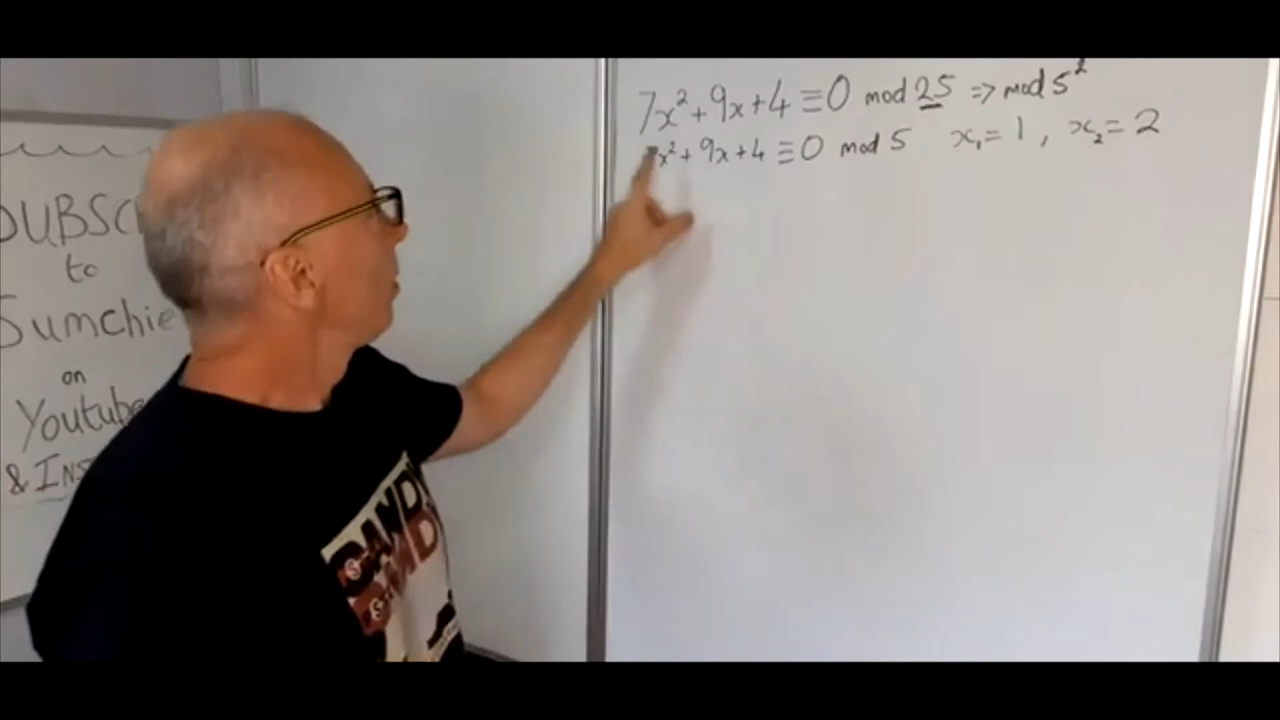 7x²+9x+4≡0 mod 25 => mod 5²
x²+9x+4≡0 mod 5 x₁=1, x₂=2
to
Sumchie
on
Youtube
&